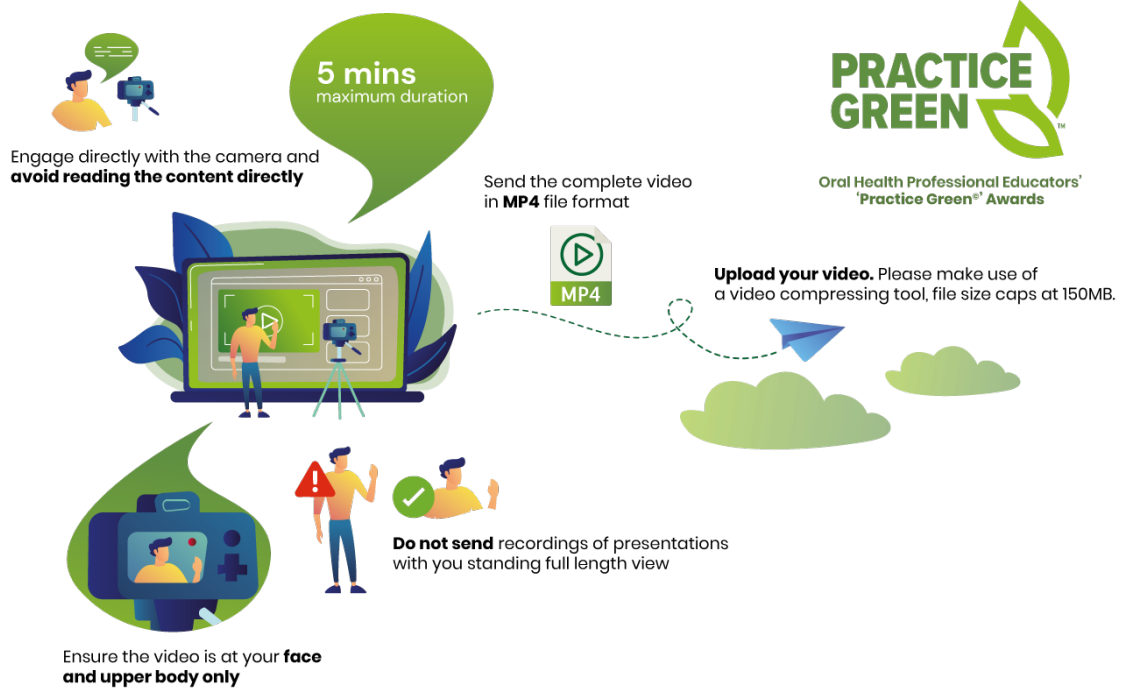 5 mins
maximum duration
PRACTICE
GREEN
™
Engage directly with the camera and
avoid reading the content directly
Send the complete video
in MP4 file format
Oral Health Professional Educators’
‘Practice Green©’ Awards
MP4
Upload your video. Please make use of
a video compressing tool, file size caps at 150MB.
Do not send recordings of presentations
with you standing full length view
Ensure the video is at your face
and upper body only